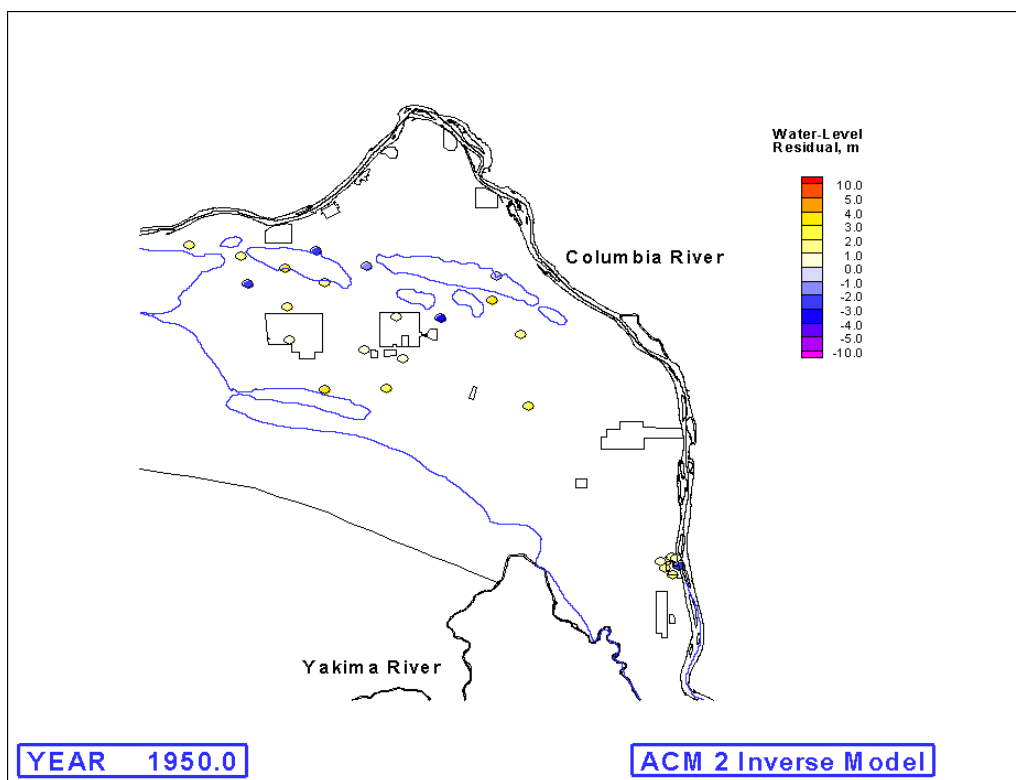 Water-Level
Residual, m
10.0
5.0
4.0
3.0
2.0
1.0
0.0
-1.0
-2.0
-3.0
-4.0
-5.0
-10.0
Columbia River
Yakima River
YEAR 1950.0
ACM 2 Inverse Model